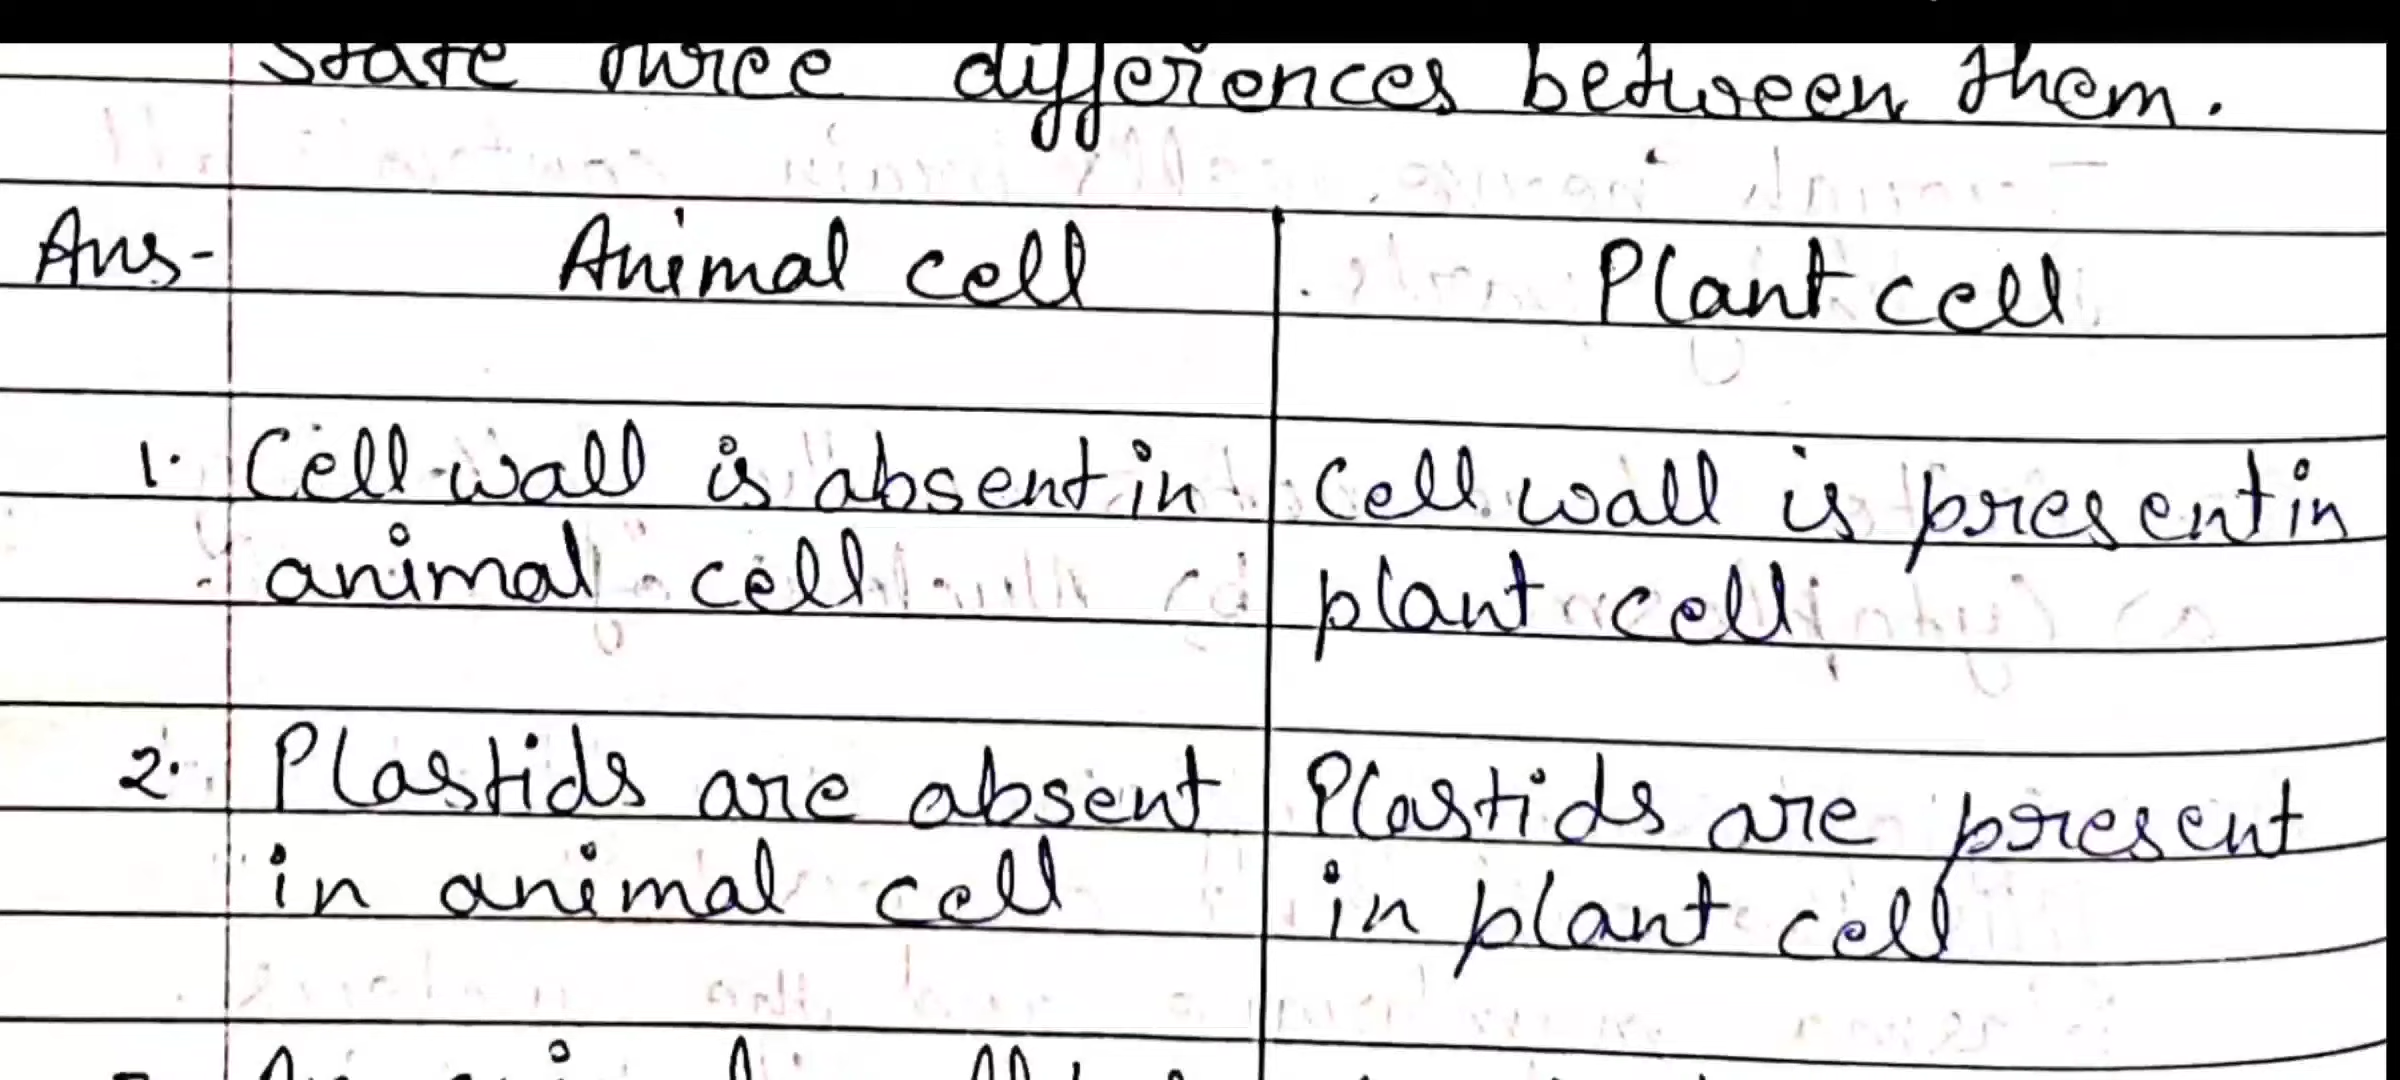 State three differences between them.
Ans- Animal cell Plant cell
1. Cell wall is absent in Cell wall is present in
animal cell plant cell
2. Plastids are absent Plastids are present
in animal cell in plant cell